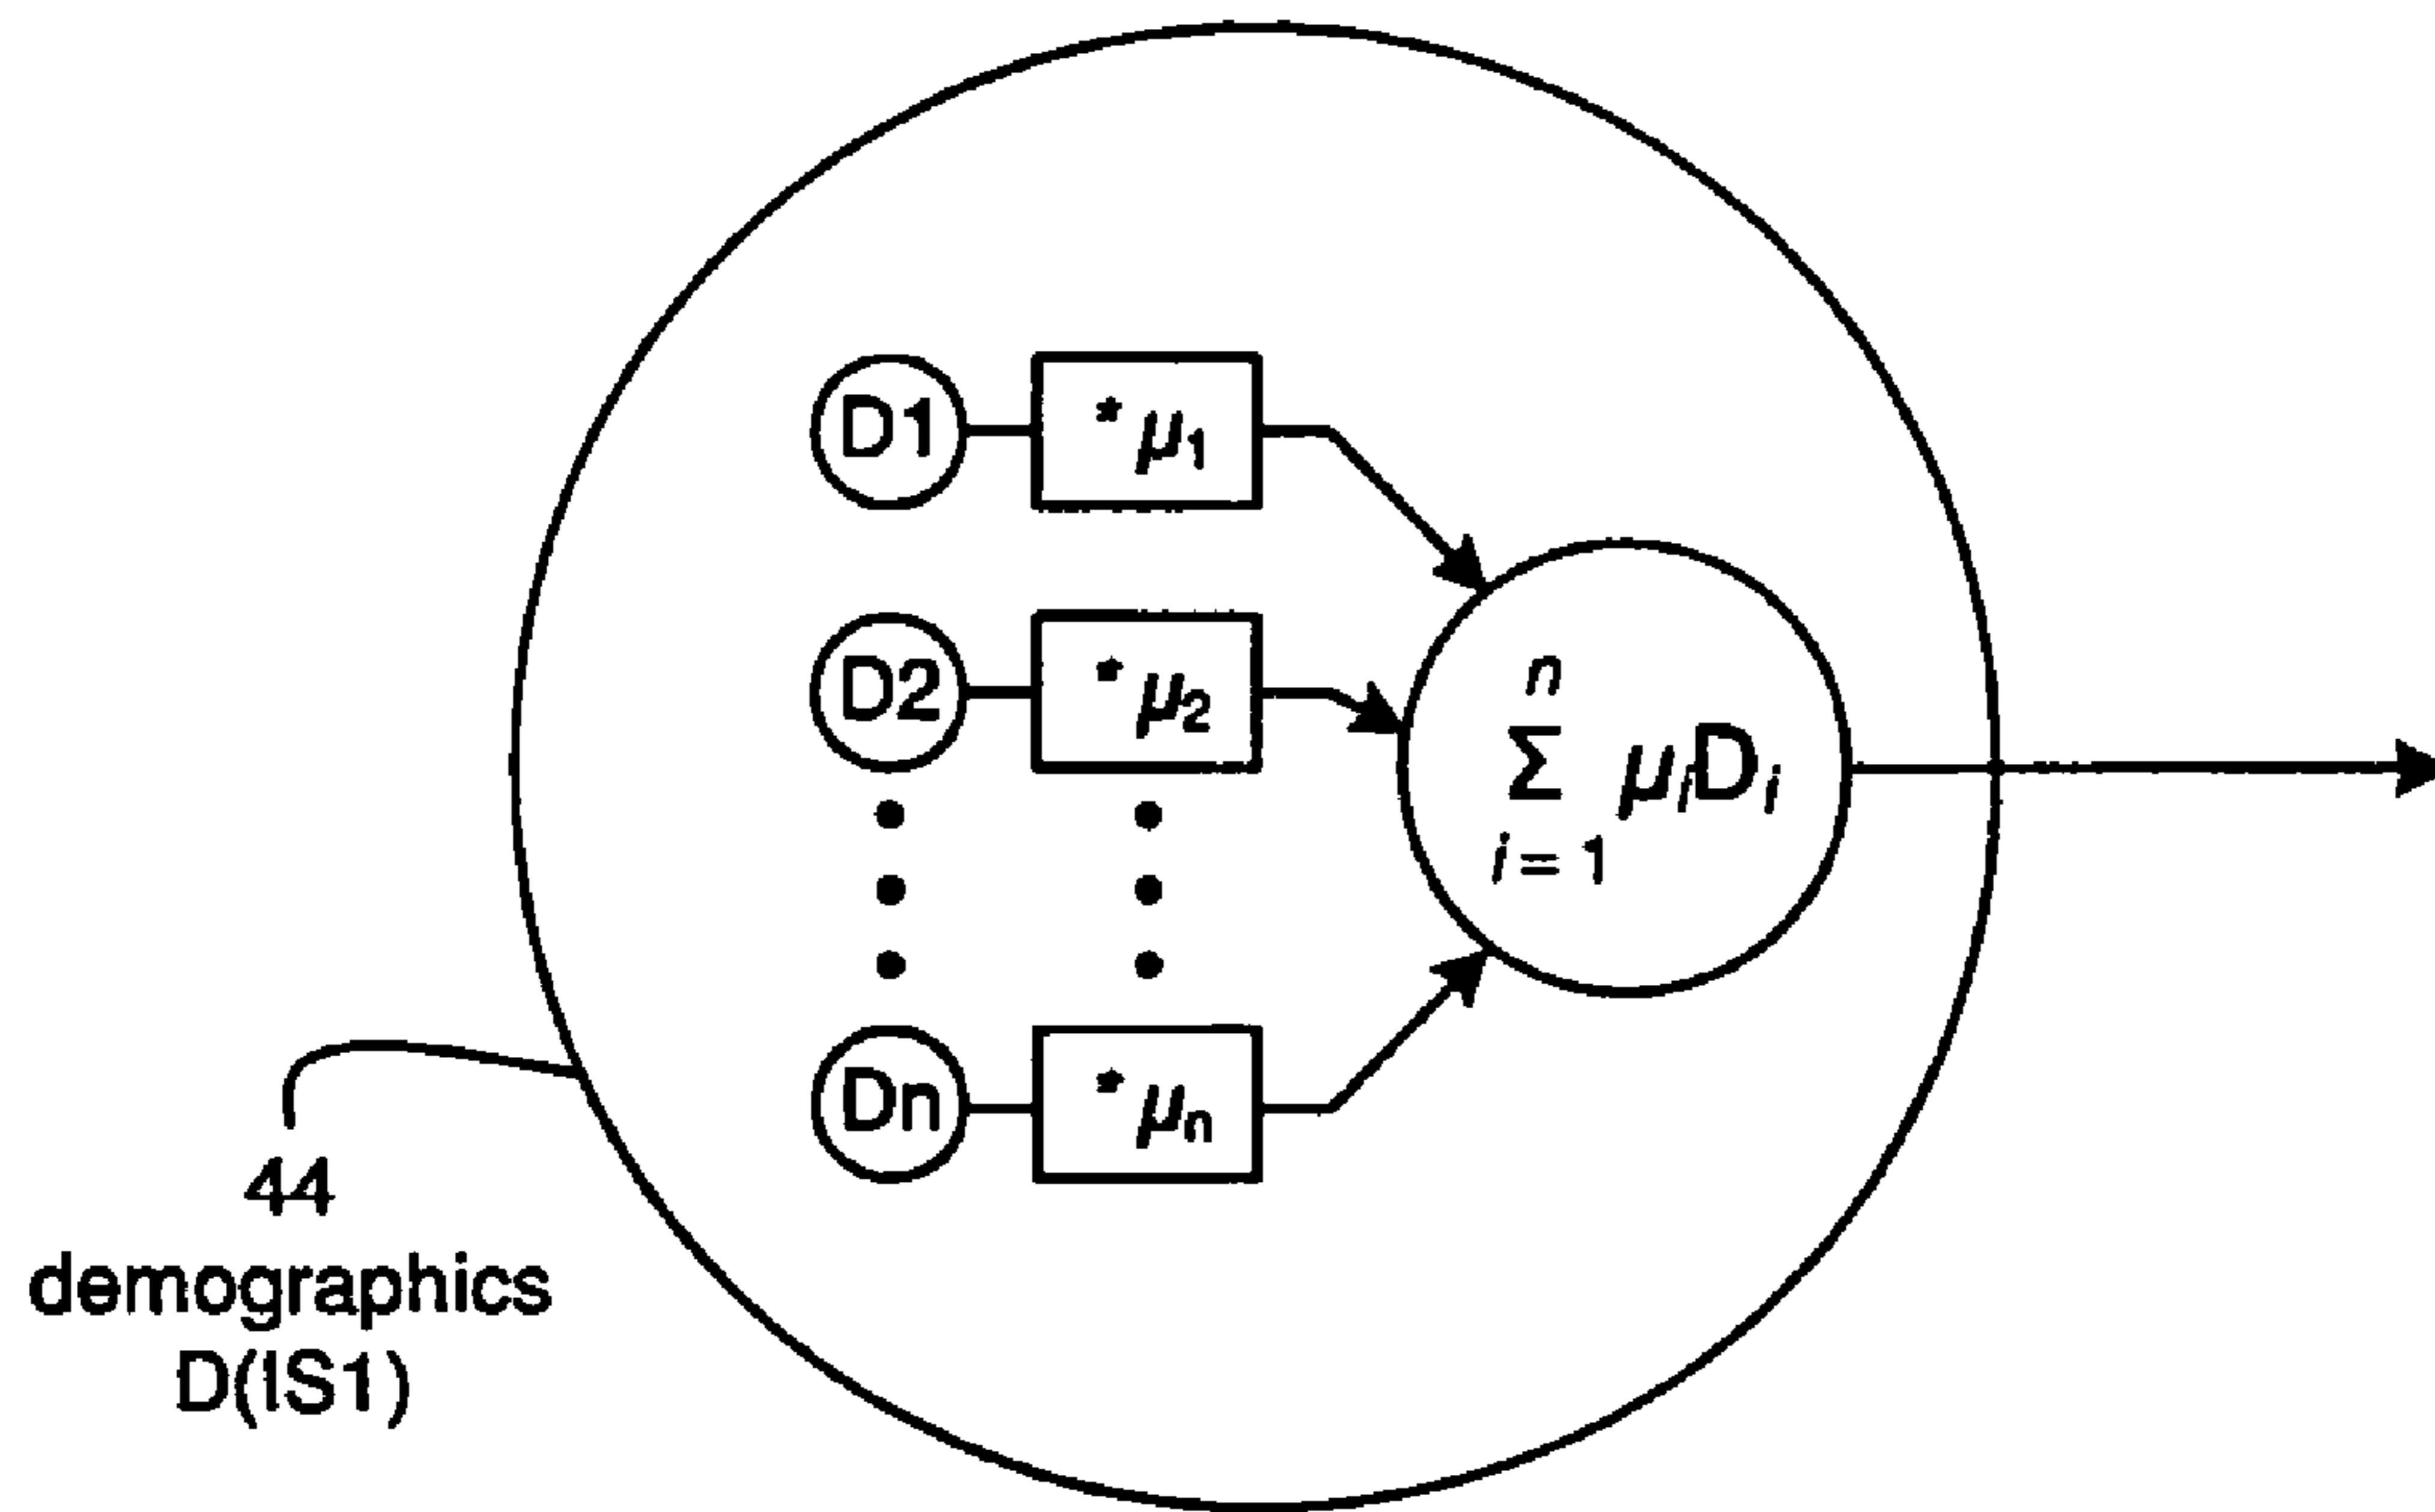 D1 * μ₁
D2 * μ₂
n
Σ μᵢDᵢ
i = 1
Dn * μₙ
44
demographics
D(IS1)